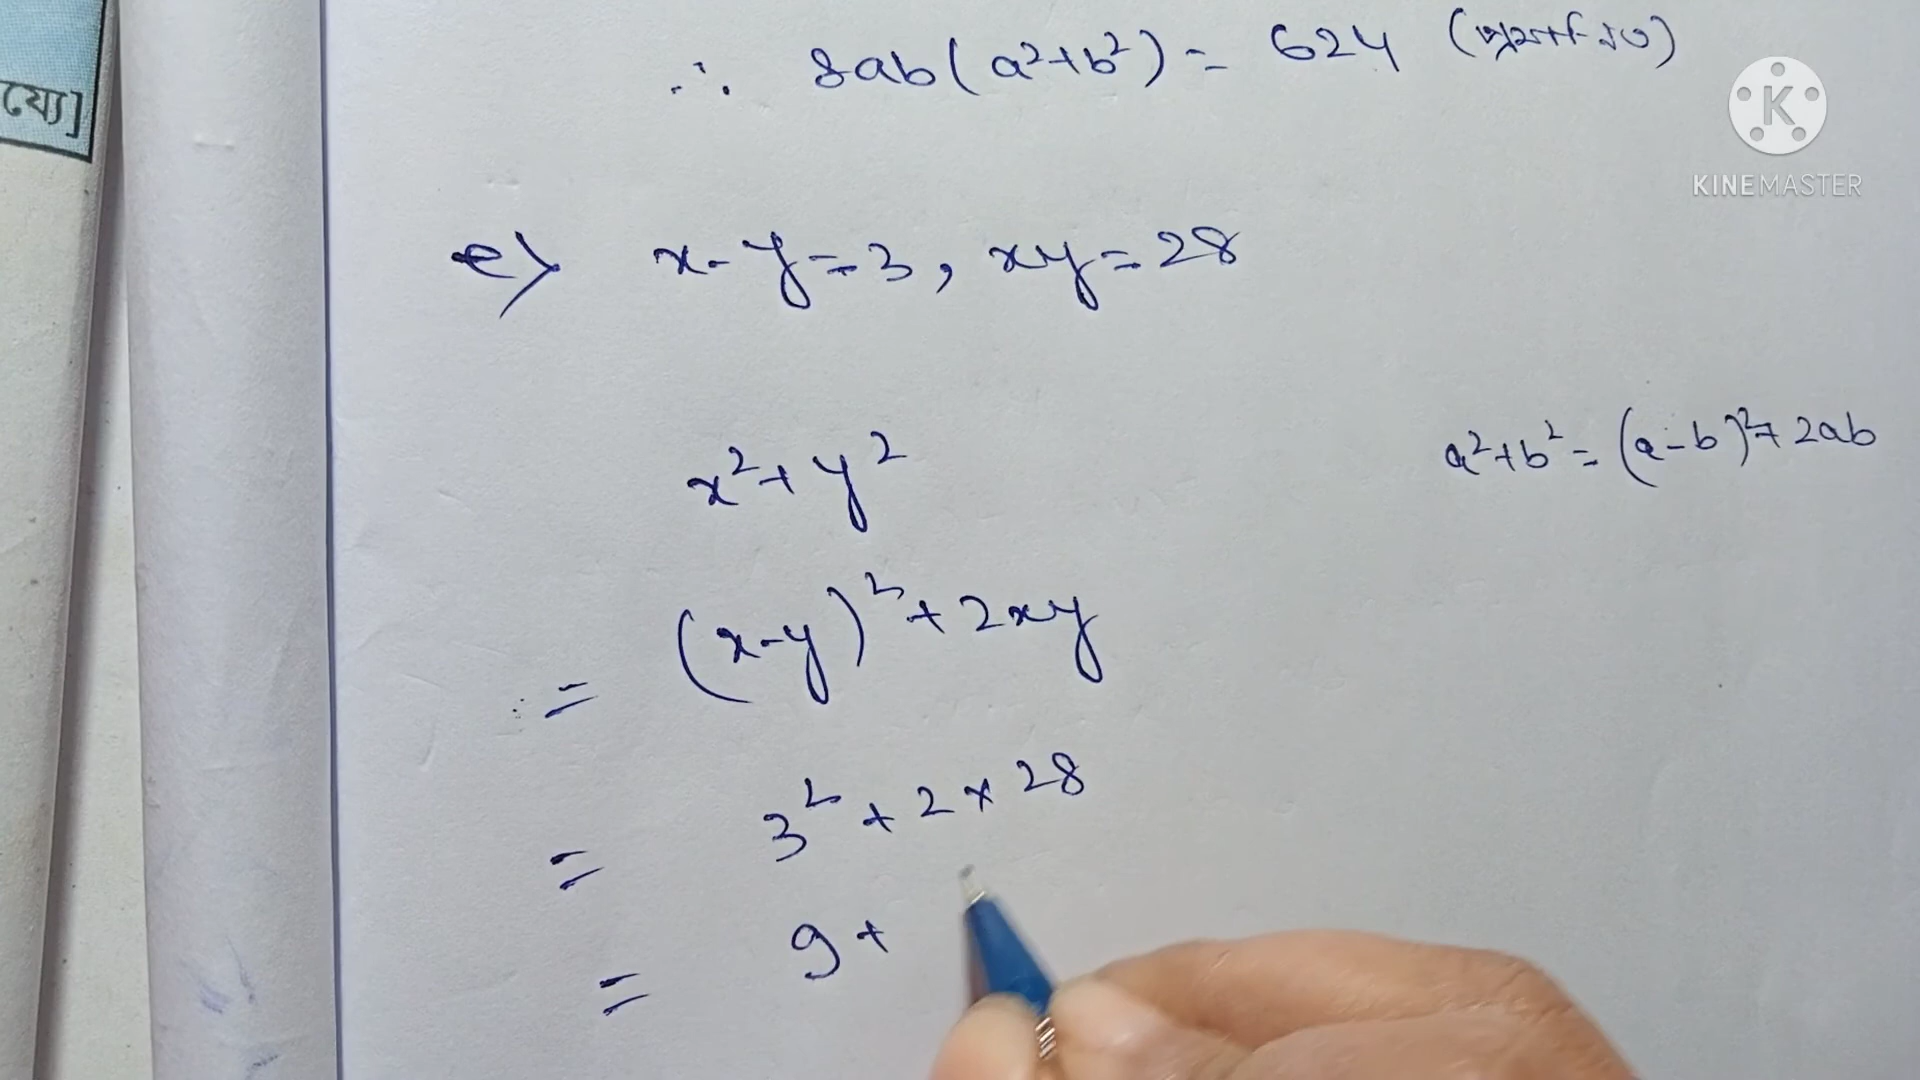 ∴ 8ab(a²+b²) = 624 (প্রমাণিত)
যো]
KINEMASTER
e> x-y=3, xy=28
x²+y²
a²+b² = (a-b)²+2ab
= (x-y)²+2xy
= 3²+2×28
= 9+